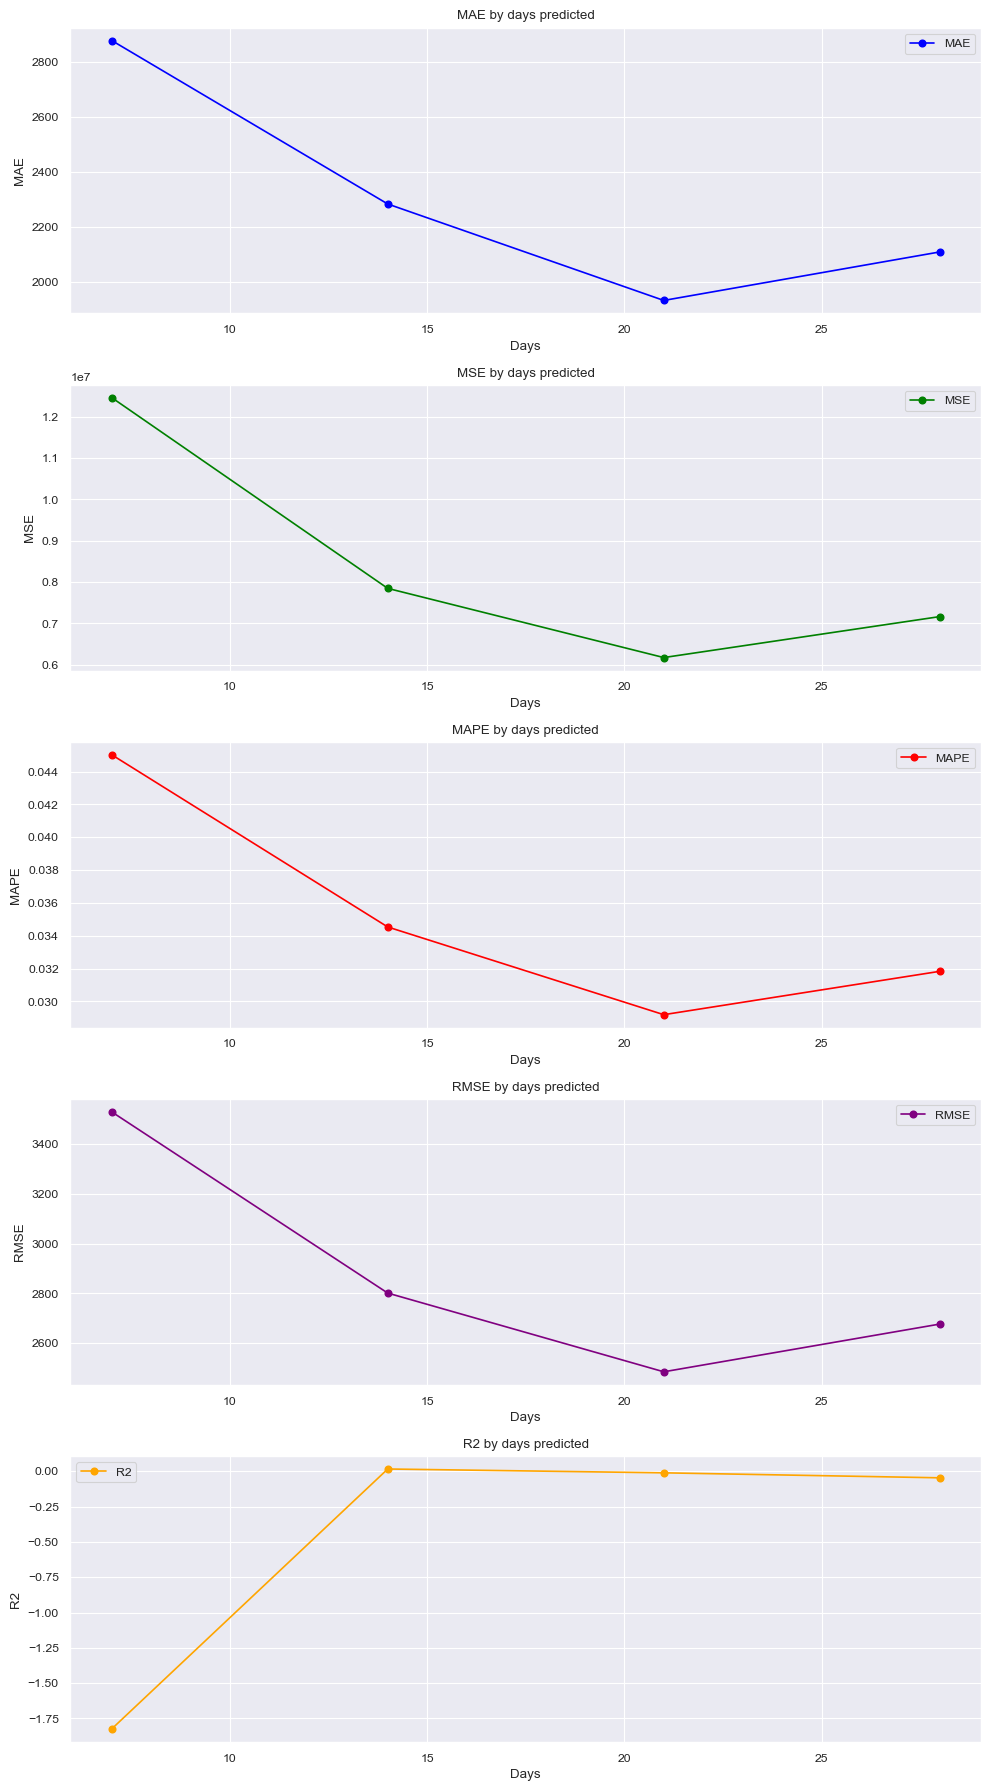 MAE by days predicted
MAE
2800
2600
2400
2200
2000
MAE
10 15 20 25
Days
MSE by days predicted
1e7
MSE
1.2
1.1
1.0
0.9
0.8
0.7
0.6
MSE
10 15 20 25
Days
MAPE by days predicted
MAPE
0.044
0.042
0.040
0.038
0.036
0.034
0.032
0.030
MAPE
10 15 20 25
Days
RMSE by days predicted
RMSE
3400
3200
3000
2800
2600
RMSE
10 15 20 25
Days
R2 by days predicted
R2
0.00
−0.25
−0.50
−0.75
−1.00
−1.25
−1.50
−1.75
R2
10 15 20 25
Days